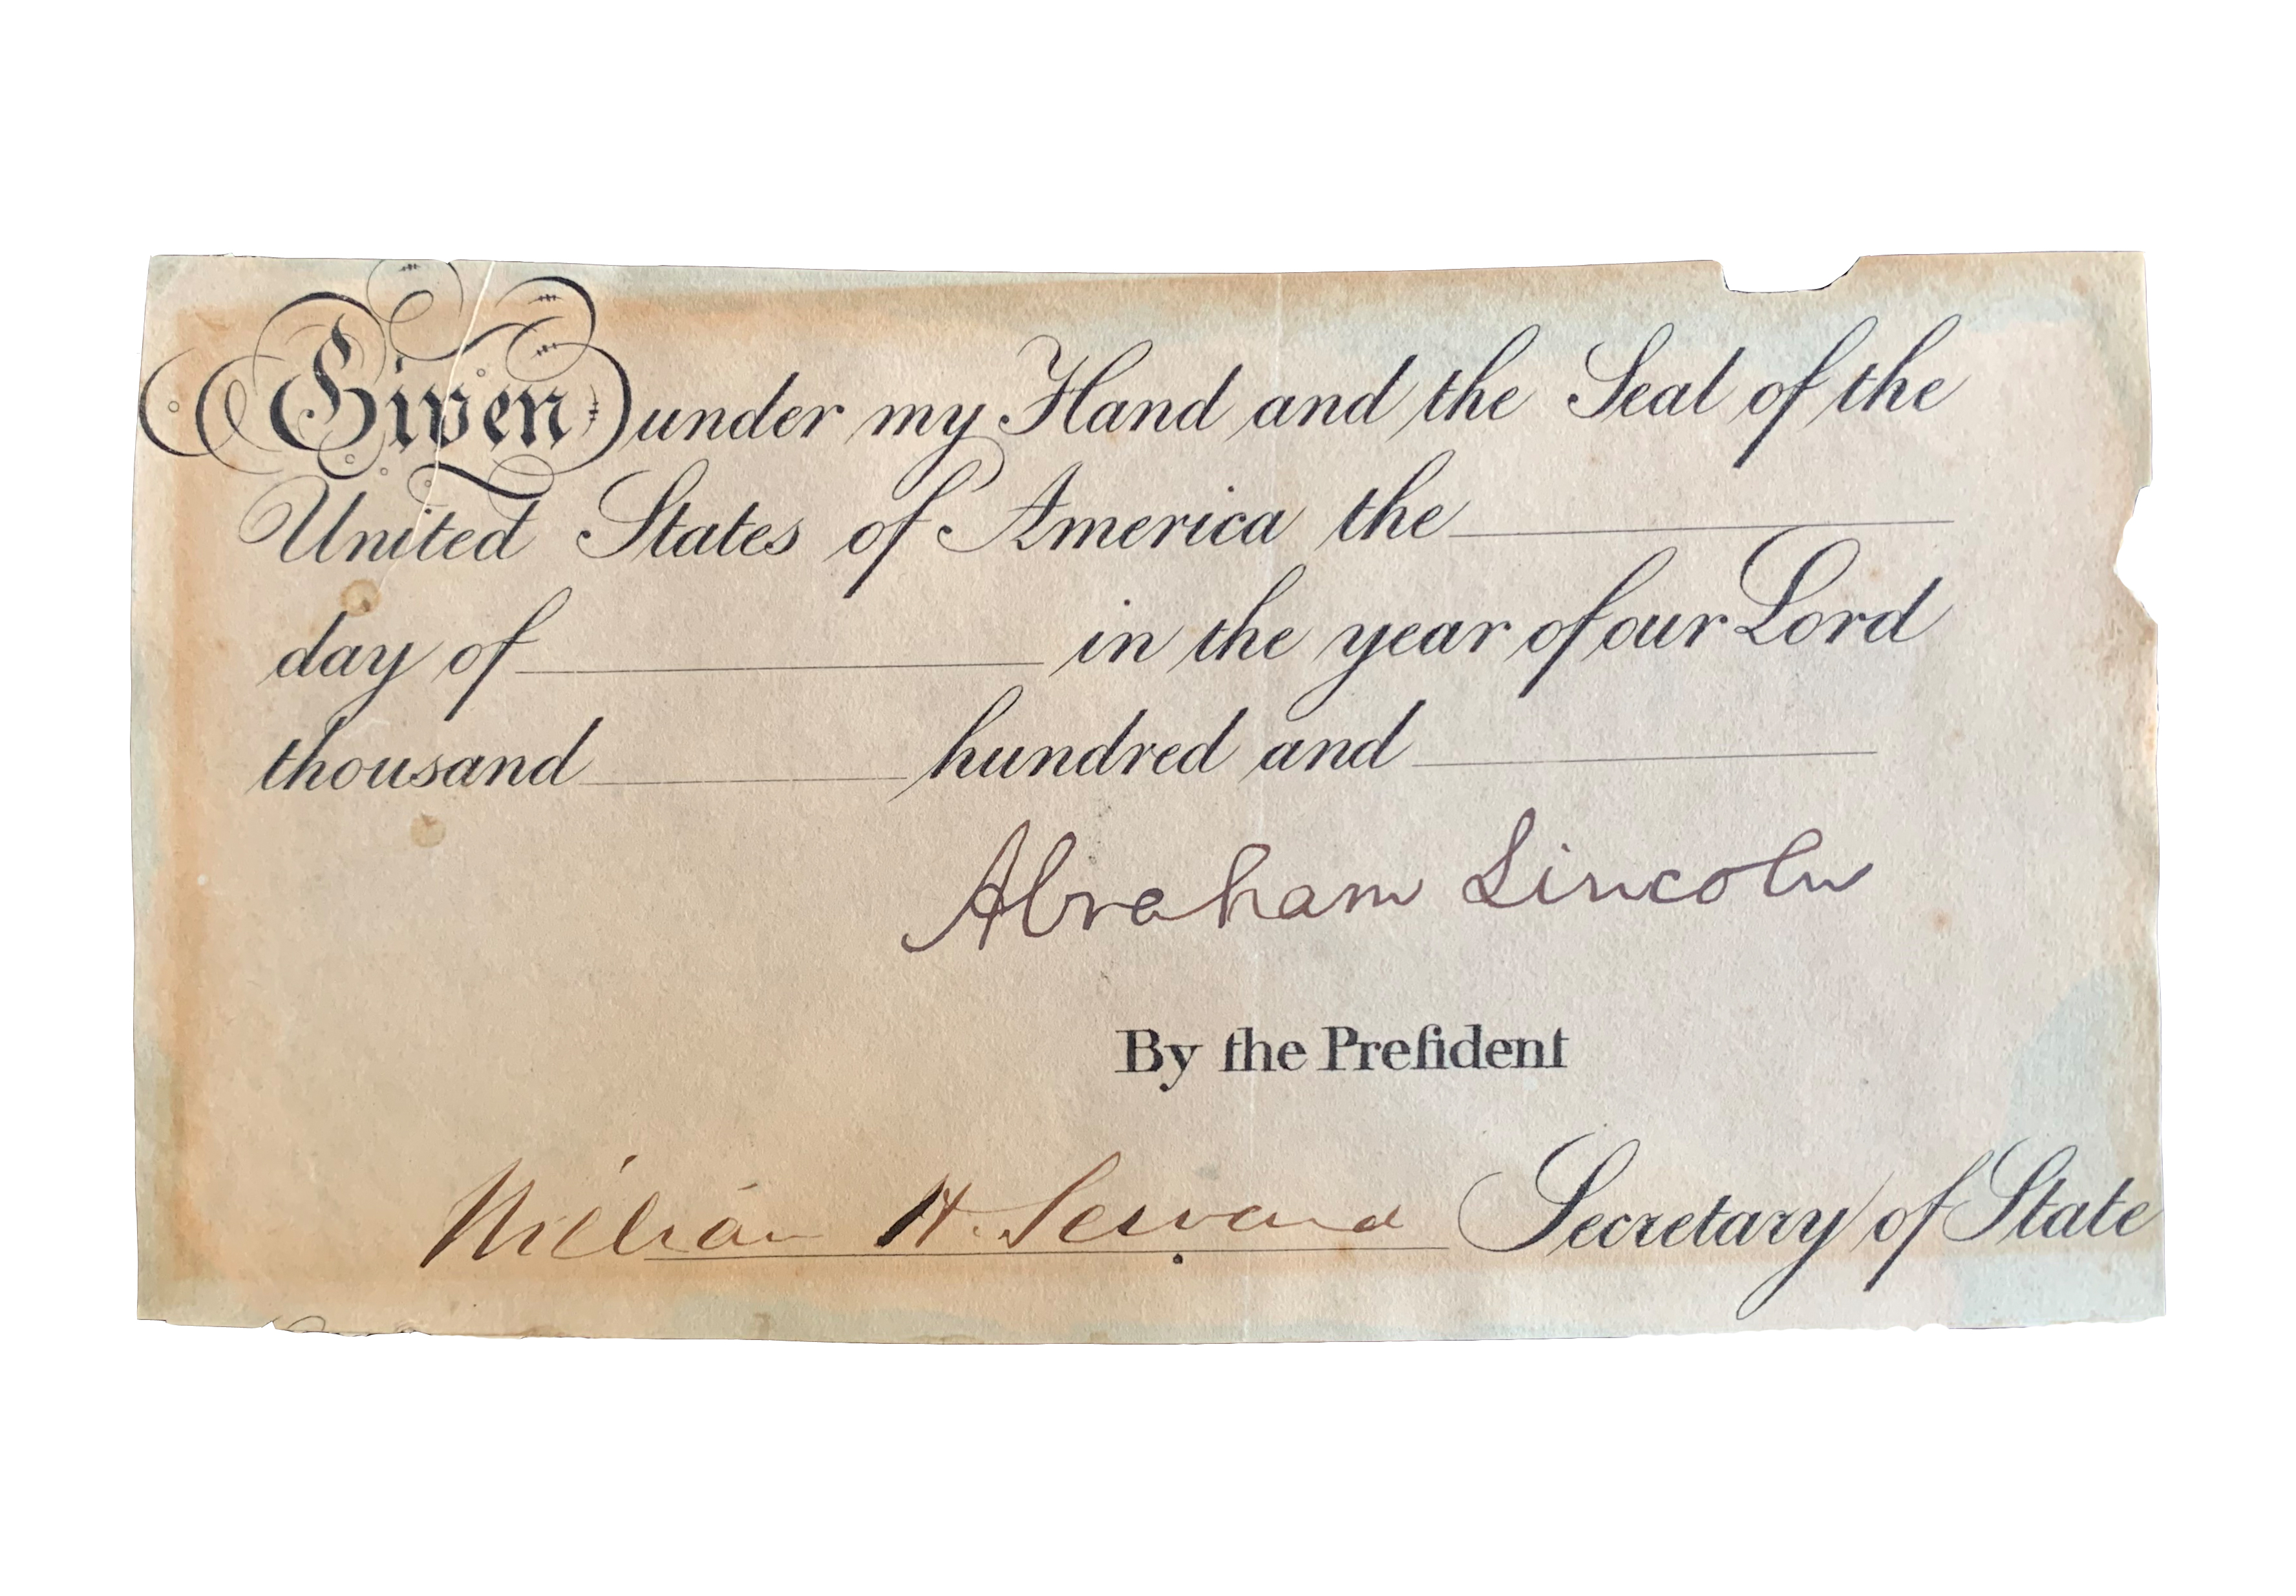 Given under my Hand and the Seal of the
United States of America the
day of in the year of our Lord
thousand hundred and
Abraham Lincoln
By the Preſident
William H. Seward Secretary of State